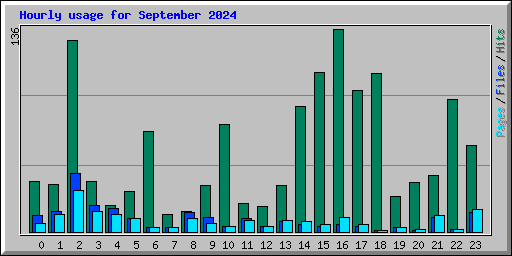 Hourly usage for September 2024
136
Pages/Files/Hits
0 1 2 3 4 5 6 7 8 9 10 11 12 13 14 15 16 17 18 19 20 21 22 23